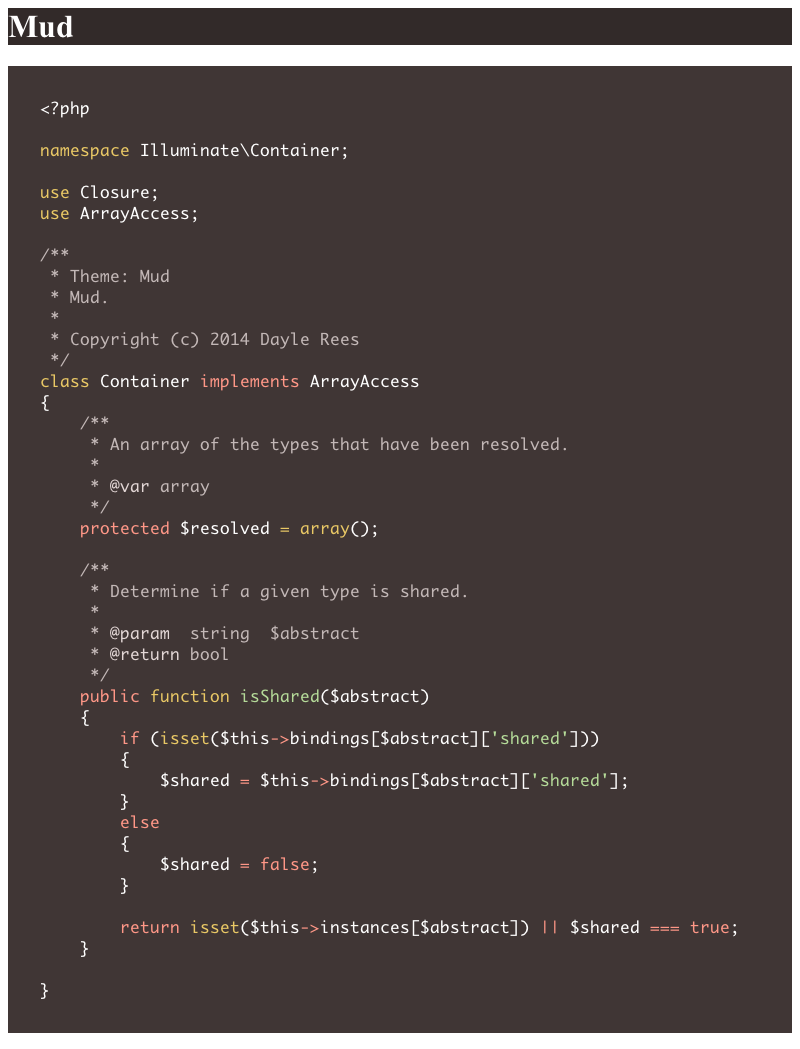 Mud
<?php
namespace Illuminate\Container;
use Closure;
use ArrayAccess;
/**
 * Theme: Mud
 * Mud.
 *
 * Copyright (c) 2014 Dayle Rees
 */
class Container implements ArrayAccess
{
    /**
     * An array of the types that have been resolved.
     *
     * @var array
     */
    protected $resolved = array();
    /**
     * Determine if a given type is shared.
     *
     * @param  string  $abstract
     * @return bool
     */
    public function isShared($abstract)
    {
        if (isset($this->bindings[$abstract]['shared']))
        {
            $shared = $this->bindings[$abstract]['shared'];
        }
        else
        {
            $shared = false;
        }
        return isset($this->instances[$abstract]) || $shared === true;
    }
}